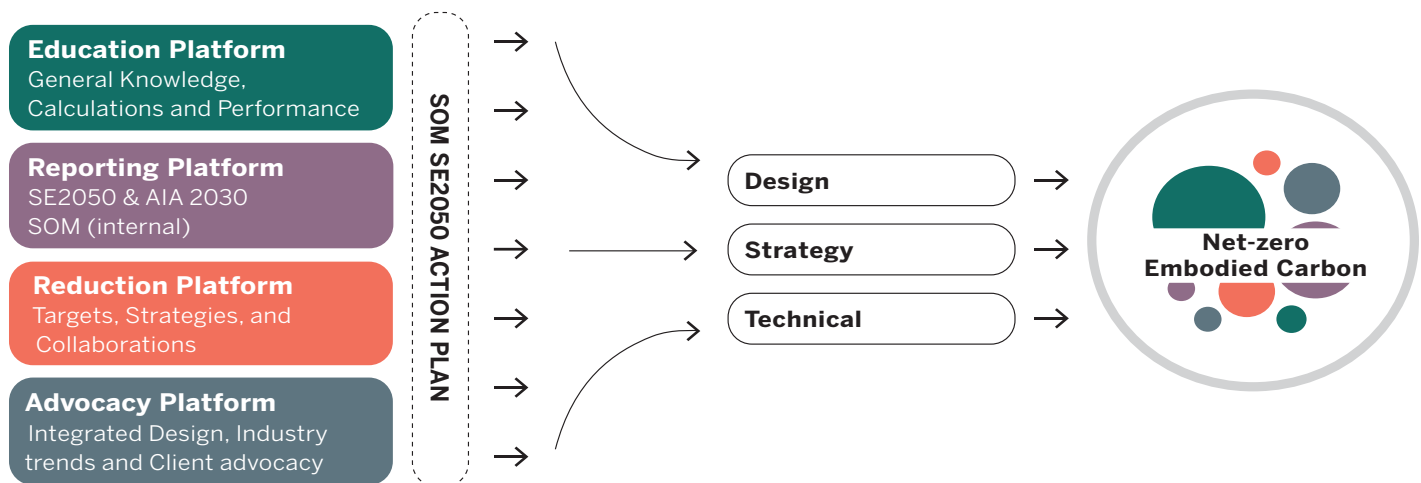 Education Platform
General Knowledge,
Calculations and Performance
Reporting Platform
SE2050 & AIA 2030
SOM (internal)
Reduction Platform
Targets, Strategies, and
Collaborations
Advocacy Platform
Integrated Design, Industry
trends and Client advocacy
SOM SE2050 ACTION PLAN
Design
Strategy
Technical
Net-zero
Embodied Carbon